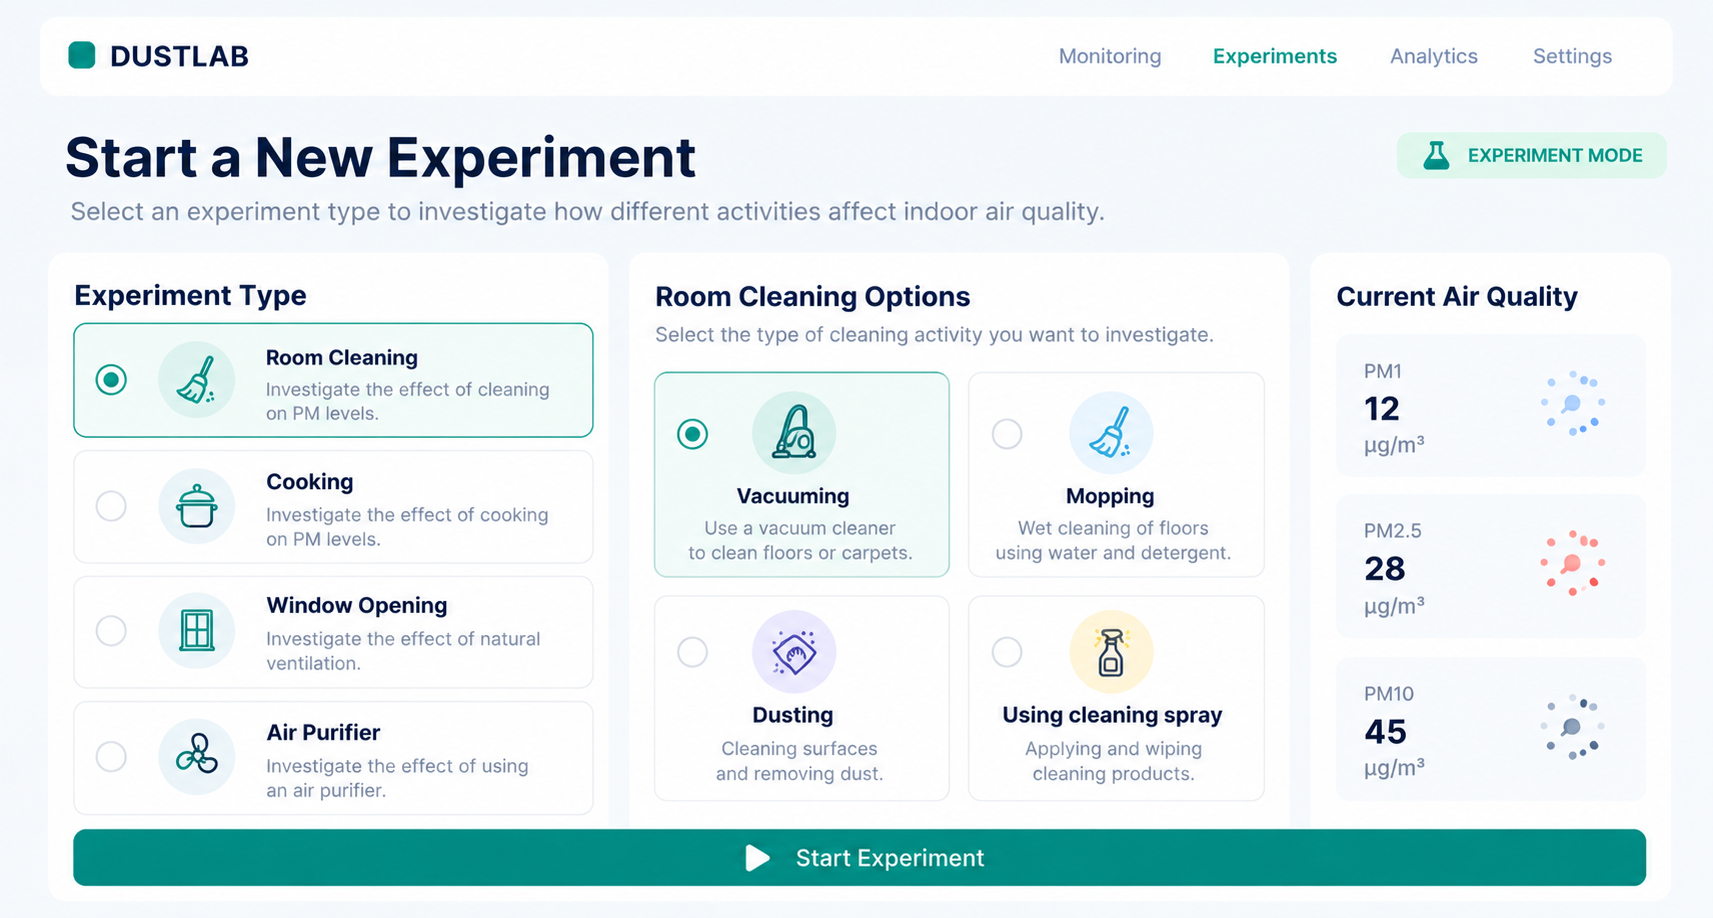 DUSTLAB
Monitoring
Experiments
Analytics
Settings
Start a New Experiment
EXPERIMENT MODE
Select an experiment type to investigate how different activities affect indoor air quality.
Experiment Type
Room Cleaning
Investigate the effect of cleaning
on PM levels.
Cooking
Investigate the effect of cooking
on PM levels.
Window Opening
Investigate the effect of natural
ventilation.
Air Purifier
Investigate the effect of using
an air purifier.
Room Cleaning Options
Select the type of cleaning activity you want to investigate.
Vacuuming
Use a vacuum cleaner
to clean floors or carpets.
Mopping
Wet cleaning of floors
using water and detergent.
Dusting
Cleaning surfaces
and removing dust.
Using cleaning spray
Applying and wiping
cleaning products.
Current Air Quality
PM1
12
µg/m³
PM2.5
28
µg/m³
PM10
45
µg/m³
Start Experiment